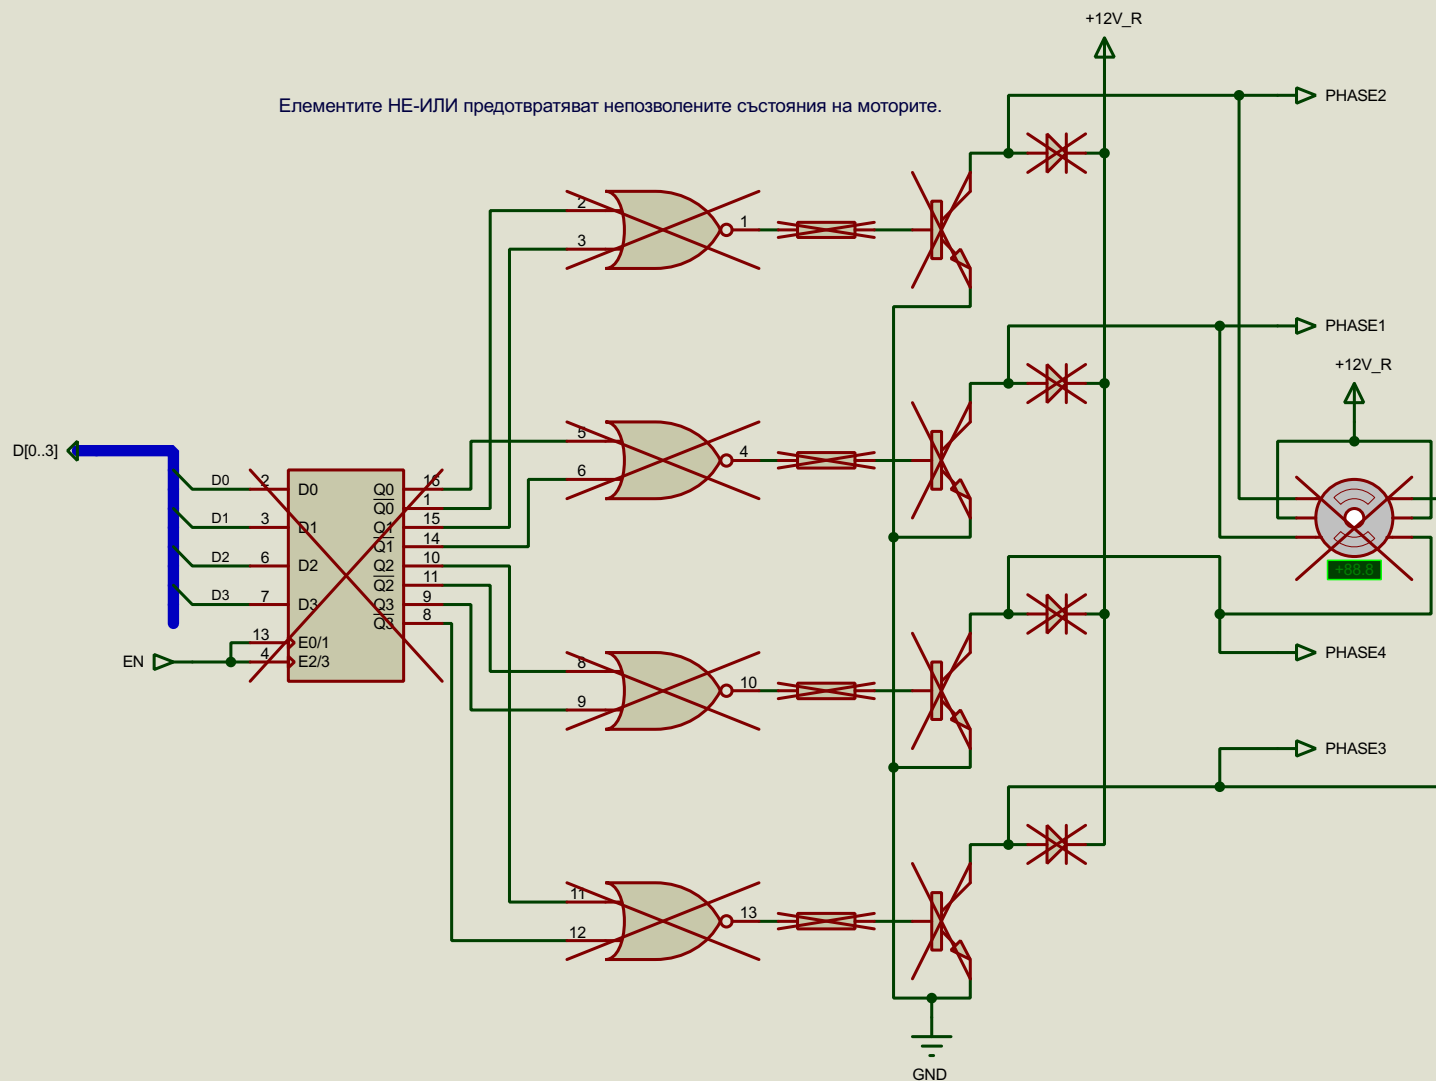 +12V_R
PHASE2
Елементите НЕ-ИЛИ предотвратяват непозволените състояния на моторите.
2
1
3
PHASE1
+12V_R
5
4
6
D[0..3]
D0
2
D0
Q0
16
Q0
1
D1
3
D1
Q1
15
Q1
14
D2
6
D2
Q2
10
Q2
11
D3
7
D3
Q3
9
Q3
8
13
E0/1
EN
4
E2/3
+88.8
PHASE4
8
10
9
PHASE3
11
13
12
GND